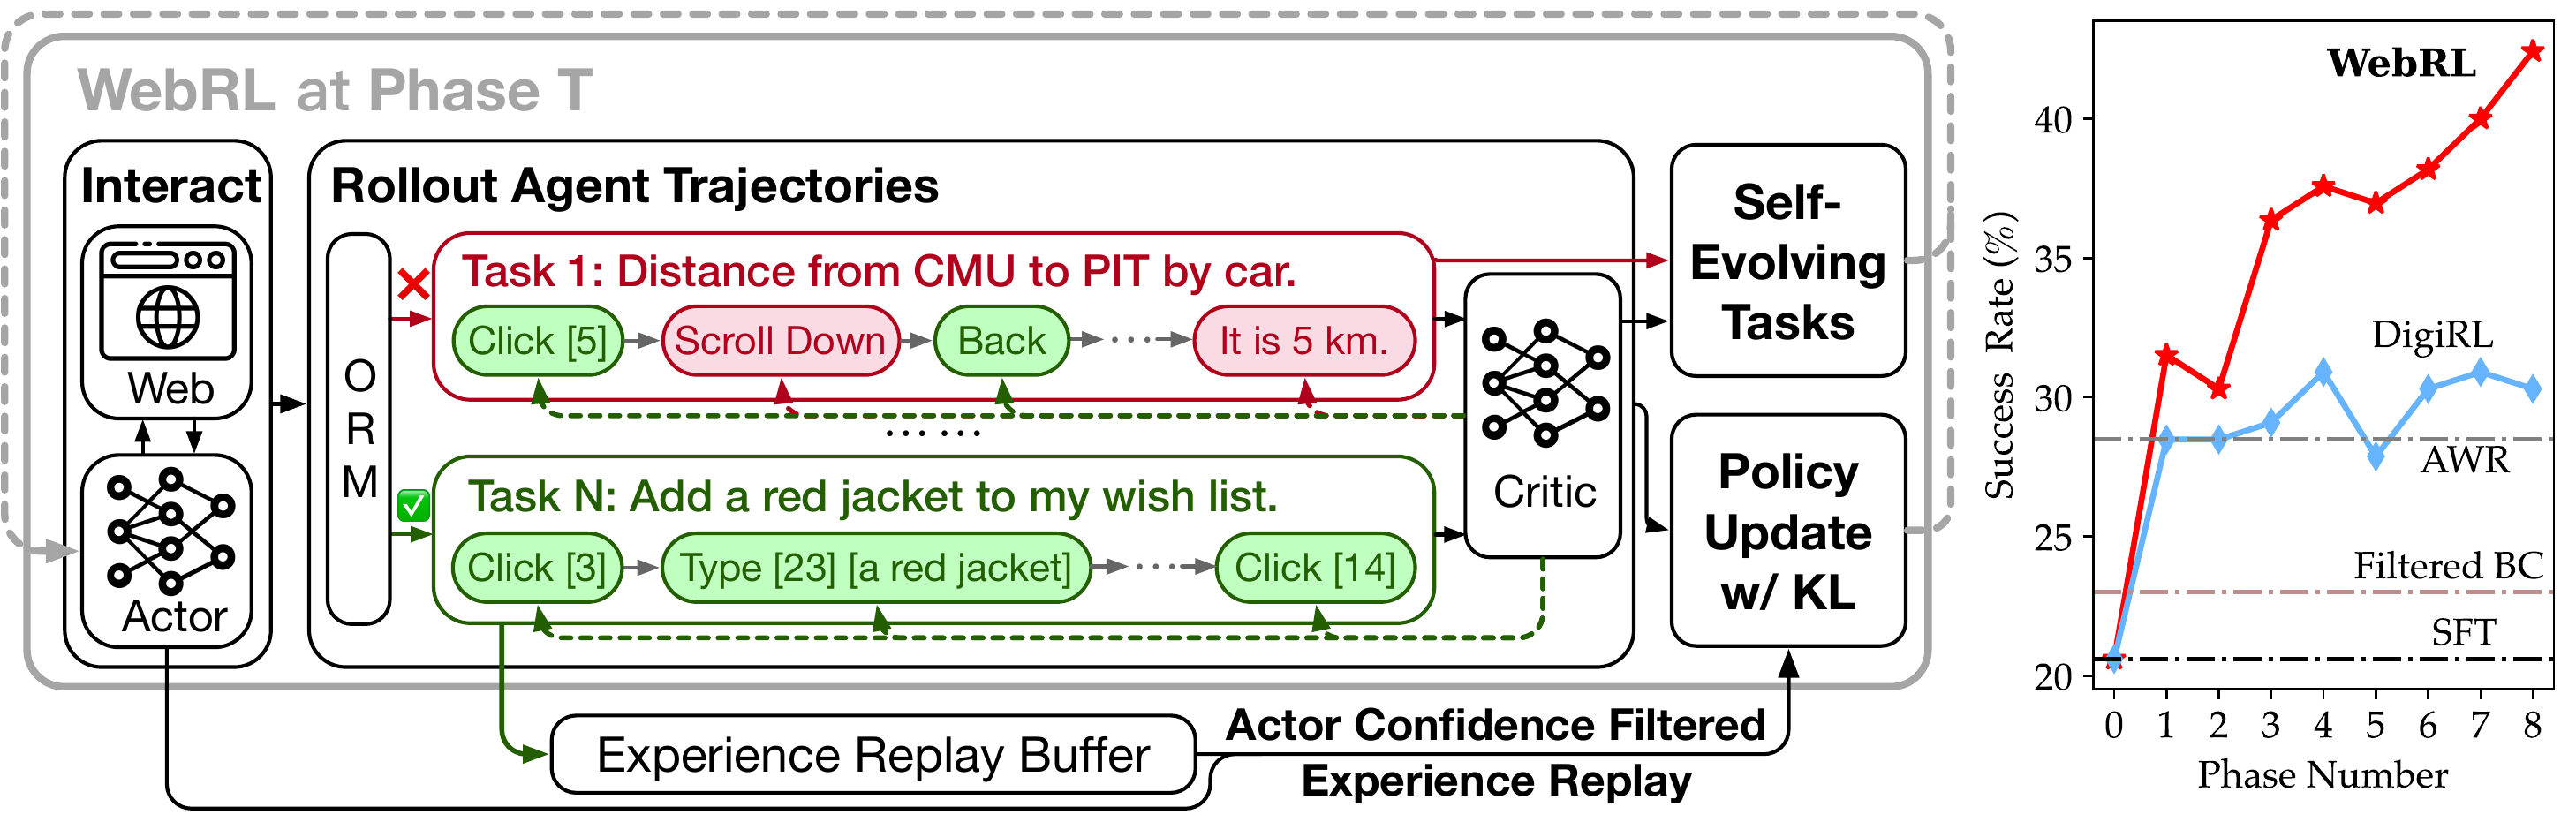 WebRL at Phase T
Interact
Web
Actor
Rollout Agent Trajectories
O
R
M
Task 1: Distance from CMU to PIT by car.
Click [5]
Scroll Down
Back
· · ·
It is 5 km.
··· ···
Task N: Add a red jacket to my wish list.
Click [3]
Type [23] [a red jacket]
· · ·
Click [14]
Critic
Self-
Evolving
Tasks
Policy
Update
w/ KL
Experience Replay Buffer
Actor Confidence Filtered
Experience Replay
Success Rate (%)
40
35
30
25
20
WebRL
DigiRL
AWR
Filtered BC
SFT
0 1 2 3 4 5 6 7 8
Phase Number